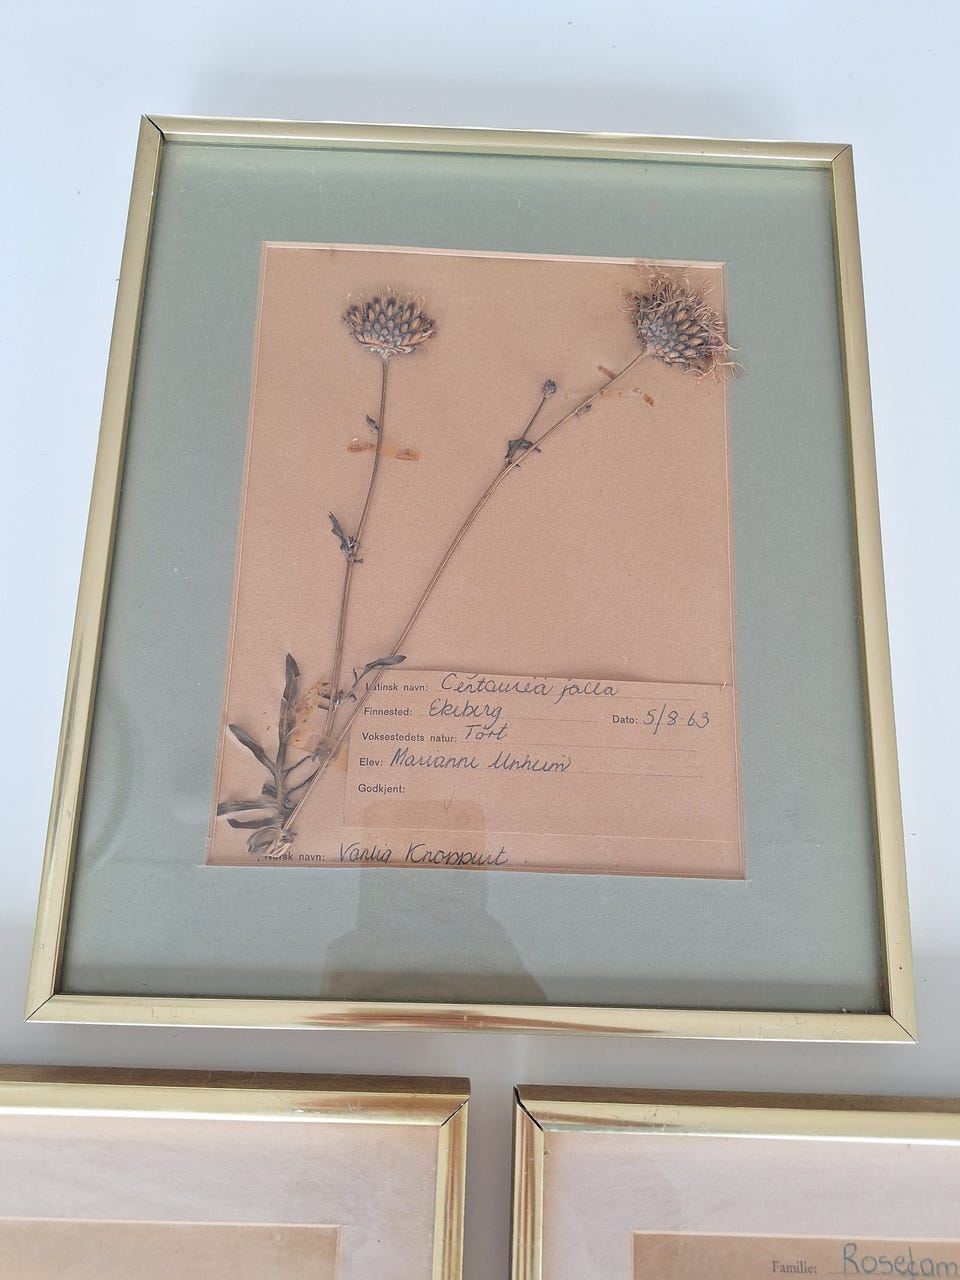 Latinsk navn: Centaurea jacea
Finnested: Ekeberg Dato: 5/8-63
Voksestedets natur: Tørt
Elev: Marianne Unheim
Godkjent:
Norsk navn: Vanlig Knoppurt.
Familie: Rosefam